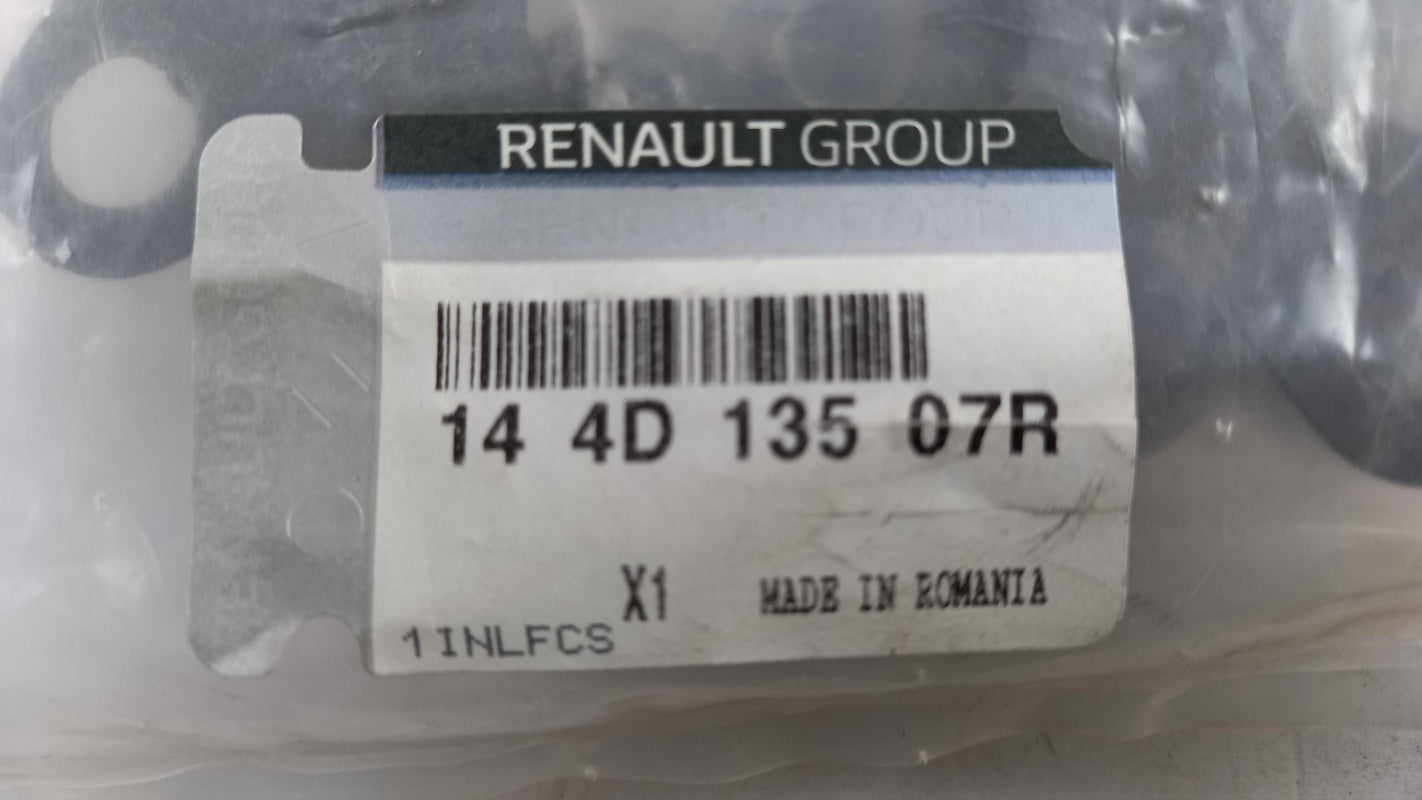 RENAULT GROUP
14 4D 135 07R
X1 MADE IN ROMANIA
1INLFCS